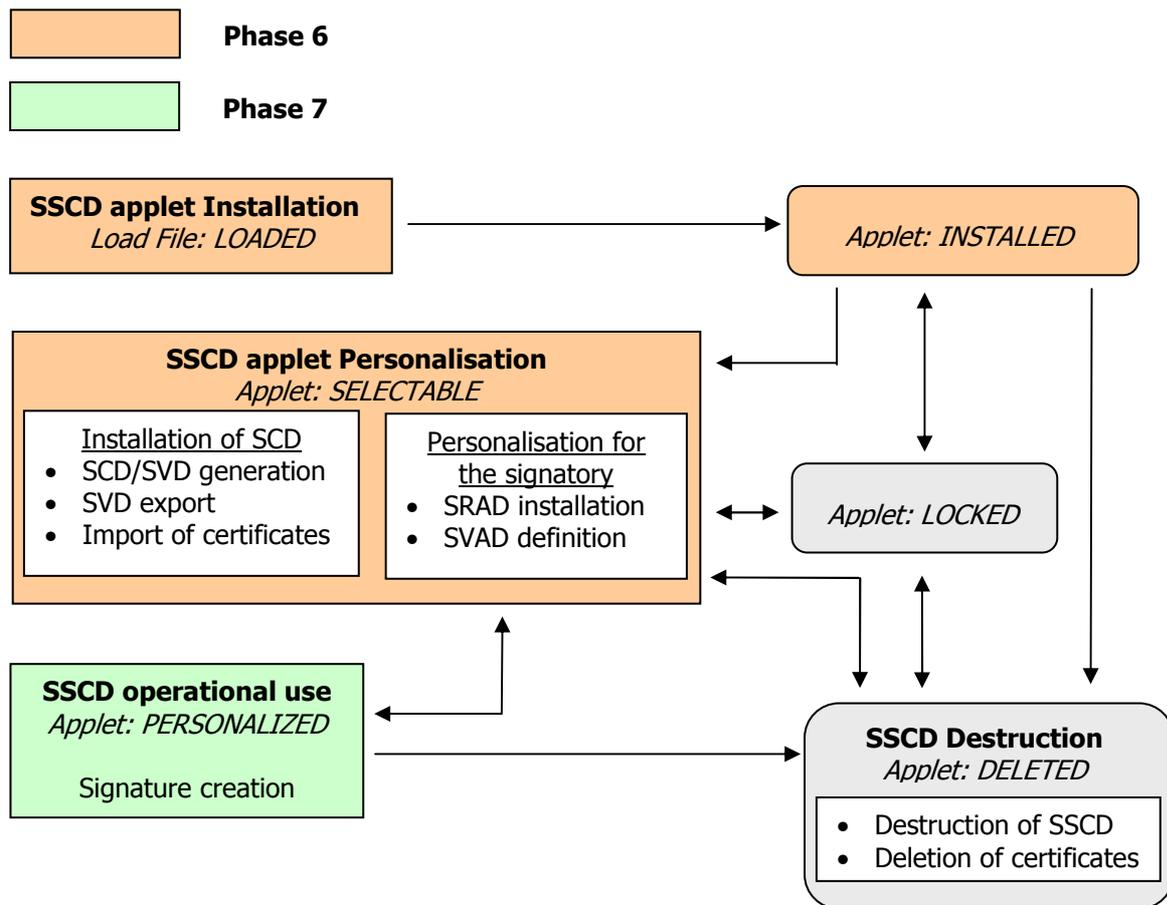 Phase 6
Phase 7
SSCD applet Installation
Load File: LOADED
Applet: INSTALLED
SSCD applet Personalisation
Applet: SELECTABLE
Installation of SCD
• SCD/SVD generation
• SVD export
• Import of certificates
Personalisation for
the signatory
• SRAD installation
• SVAD definition
Applet: LOCKED
SSCD operational use
Applet: PERSONALIZED
Signature creation
SSCD Destruction
Applet: DELETED
• Destruction of SSCD
• Deletion of certificates